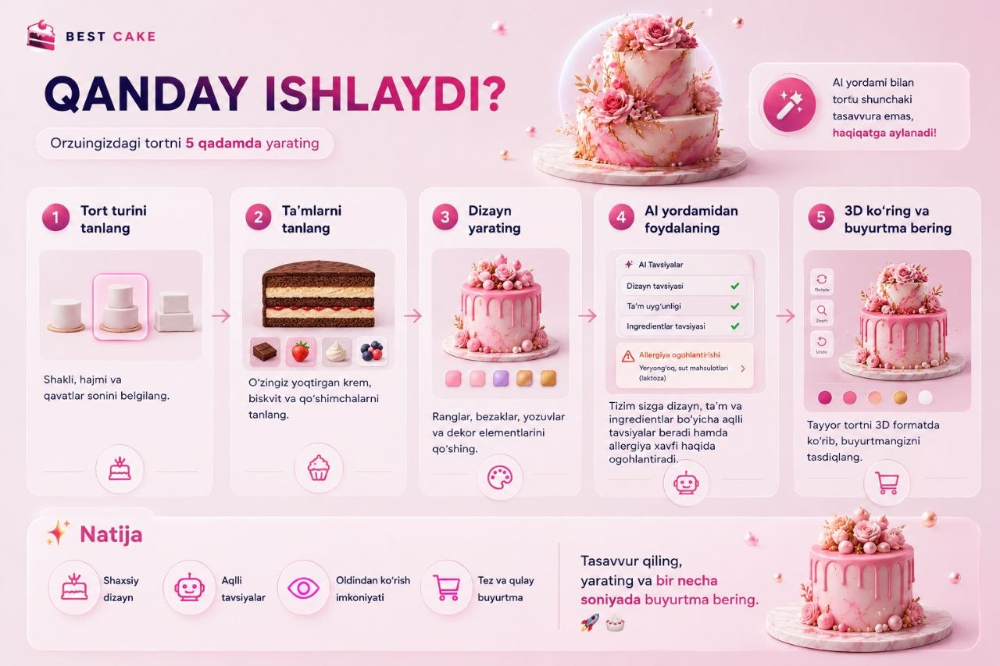 BEST CAKE
QANDAY ISHLAYDI?
Orzuingizdagi tortni 5 qadamda yarating
AI yordami bilan
tortu shunchaki
tasavvura emas,
haqiqatga aylanadi!
1
Tort turini
tanlang
Shakli, hajmi va
qavatlar sonini belgilang.
2
Ta’mlarni
tanlang
O‘zingiz yoqtirgan krem,
biskvit va qo‘shimchalarni
tanlang.
3
Dizayn
yarating
Ranglar, bezaklar, yozuvlar
va dekor elementlarini
qo‘shing.
4
AI yordamidan
foydalaning
AI Tavsiyalar
Dizayn tavsiyasi
Ta’m uyg‘unligi
Ingredientlar tavsiyasi
Allergiya ogohlantirishi
Yeryong‘oq, sut mahsulotlari
(laktoza)
Tizim sizga dizayn, ta’m va
ingredientlar bo‘yicha aqlli
tavsiyalar beradi hamda
allergiya xavfi haqida
ogohlantiradi.
5
3D ko‘ring va
buyurtma bering
Rotate
Zoom
Undo
Tayyor tortni 3D formatda
ko‘rib, buyurtmangizni
tasdiqlang.
Natija
Shaxsiy
dizayn
Aqlli
tavsiyalar
Oldindan ko‘rish
imkoniyati
Tez va qulay
buyurtma
Tasavvur qiling,
yarating va bir necha
soniyada buyurtma bering.